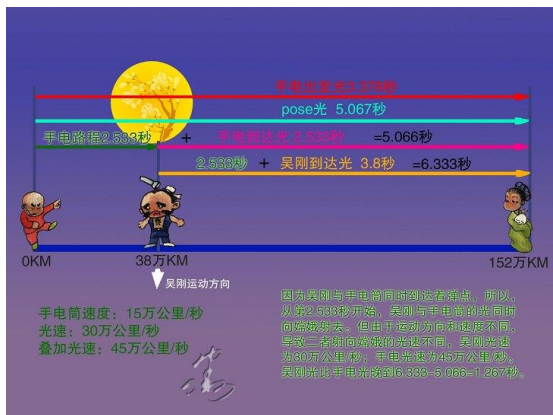 手电出发光3.378秒
pose光 5.067秒
手电路程2.533秒 + 手电到达光 2.533秒 =5.066秒
2.533秒 + 吴刚到达光 3.8秒 =6.333秒
0KM 38万KM 152万KM
吴刚运动方向
手电筒速度：15万公里/秒
光速：30万公里/秒
叠加光速：45万公里/秒
因为吴刚与手电筒同时到达着弹点，所以，
从第2.533秒开始，吴刚与手电筒的光同时
向嫦娥射去。但由于运动方向和速度不同，
导致二者射向嫦娥的光速不同，吴刚光速
为30万公里/秒；手电光速为45万公里/秒。
吴刚光比手电光晚到6.333-5.066=1.267秒。